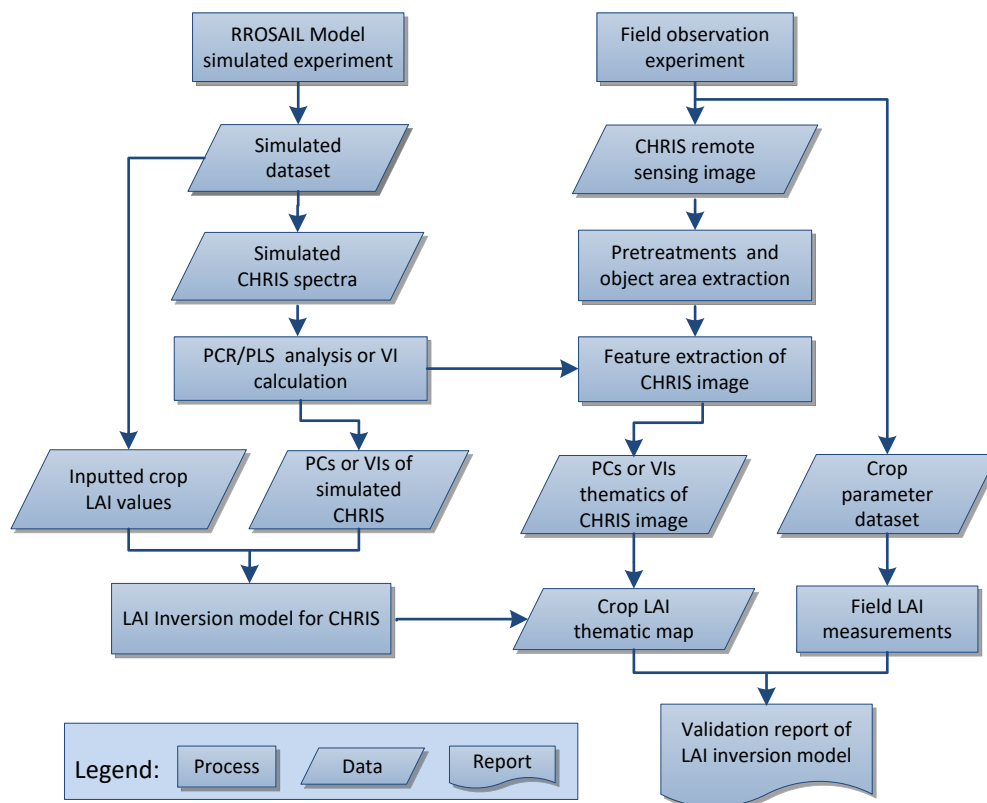 RROSAIL Model
simulated experiment
Field observation
experiment
Simulated
dataset
CHRIS remote
sensing image
Simulated
CHRIS spectra
Pretreatments and
object area extraction
PCR/PLS analysis or VI
calculation
Feature extraction of
CHRIS image
Inputted crop
LAI values
PCs or VIs of
simulated
CHRIS
PCs or VIs
thematics of
CHRIS image
Crop
parameter
dataset
LAI Inversion model for CHRIS
Crop LAI
thematic map
Field LAI
measurements
Validation report of
LAI inversion model
Legend:
Process
Data
Report